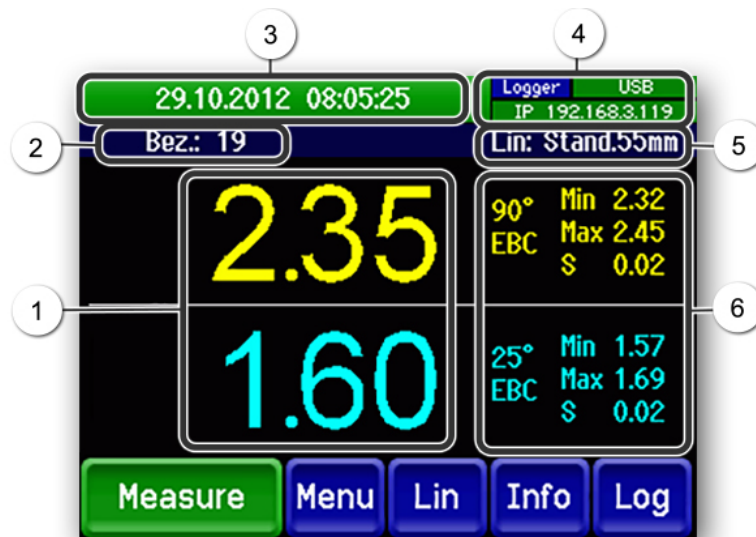 3
4
29.10.2012 08:05:25
Logger USB
IP 192.168.3.119
2
Bez.: 19
Lin: Stand.55mm
5
1
2.35
90° EBC
Min 2.32
Max 2.45
S 0.02
6
1.60
25° EBC
Min 1.57
Max 1.69
S 0.02
Measure Menu Lin Info Log